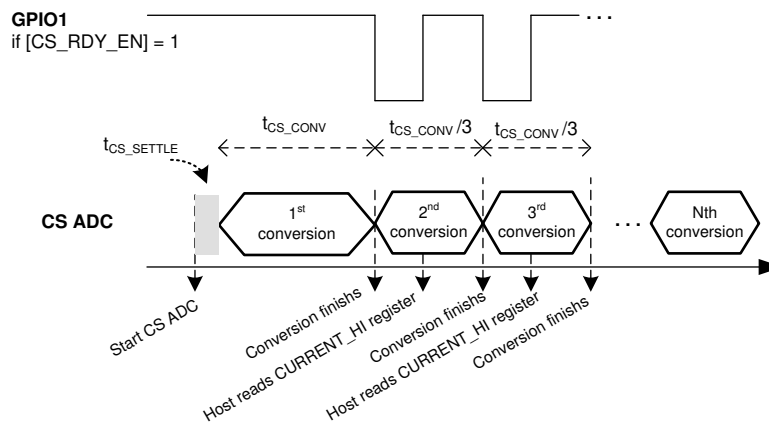 GPIO1
if [CS_RDY_EN] = 1
. . .
tCS_CONV
tCS_CONV /3
tCS_CONV /3
tCS_SETTLE
CS ADC
1st
conversion
2nd
conversion
3rd
conversion
. . .
Nth
conversion
Start CS ADC
Conversion finishs
Host reads CURRENT_HI register
Conversion finishs
Host reads CURRENT_HI register
Conversion finishs